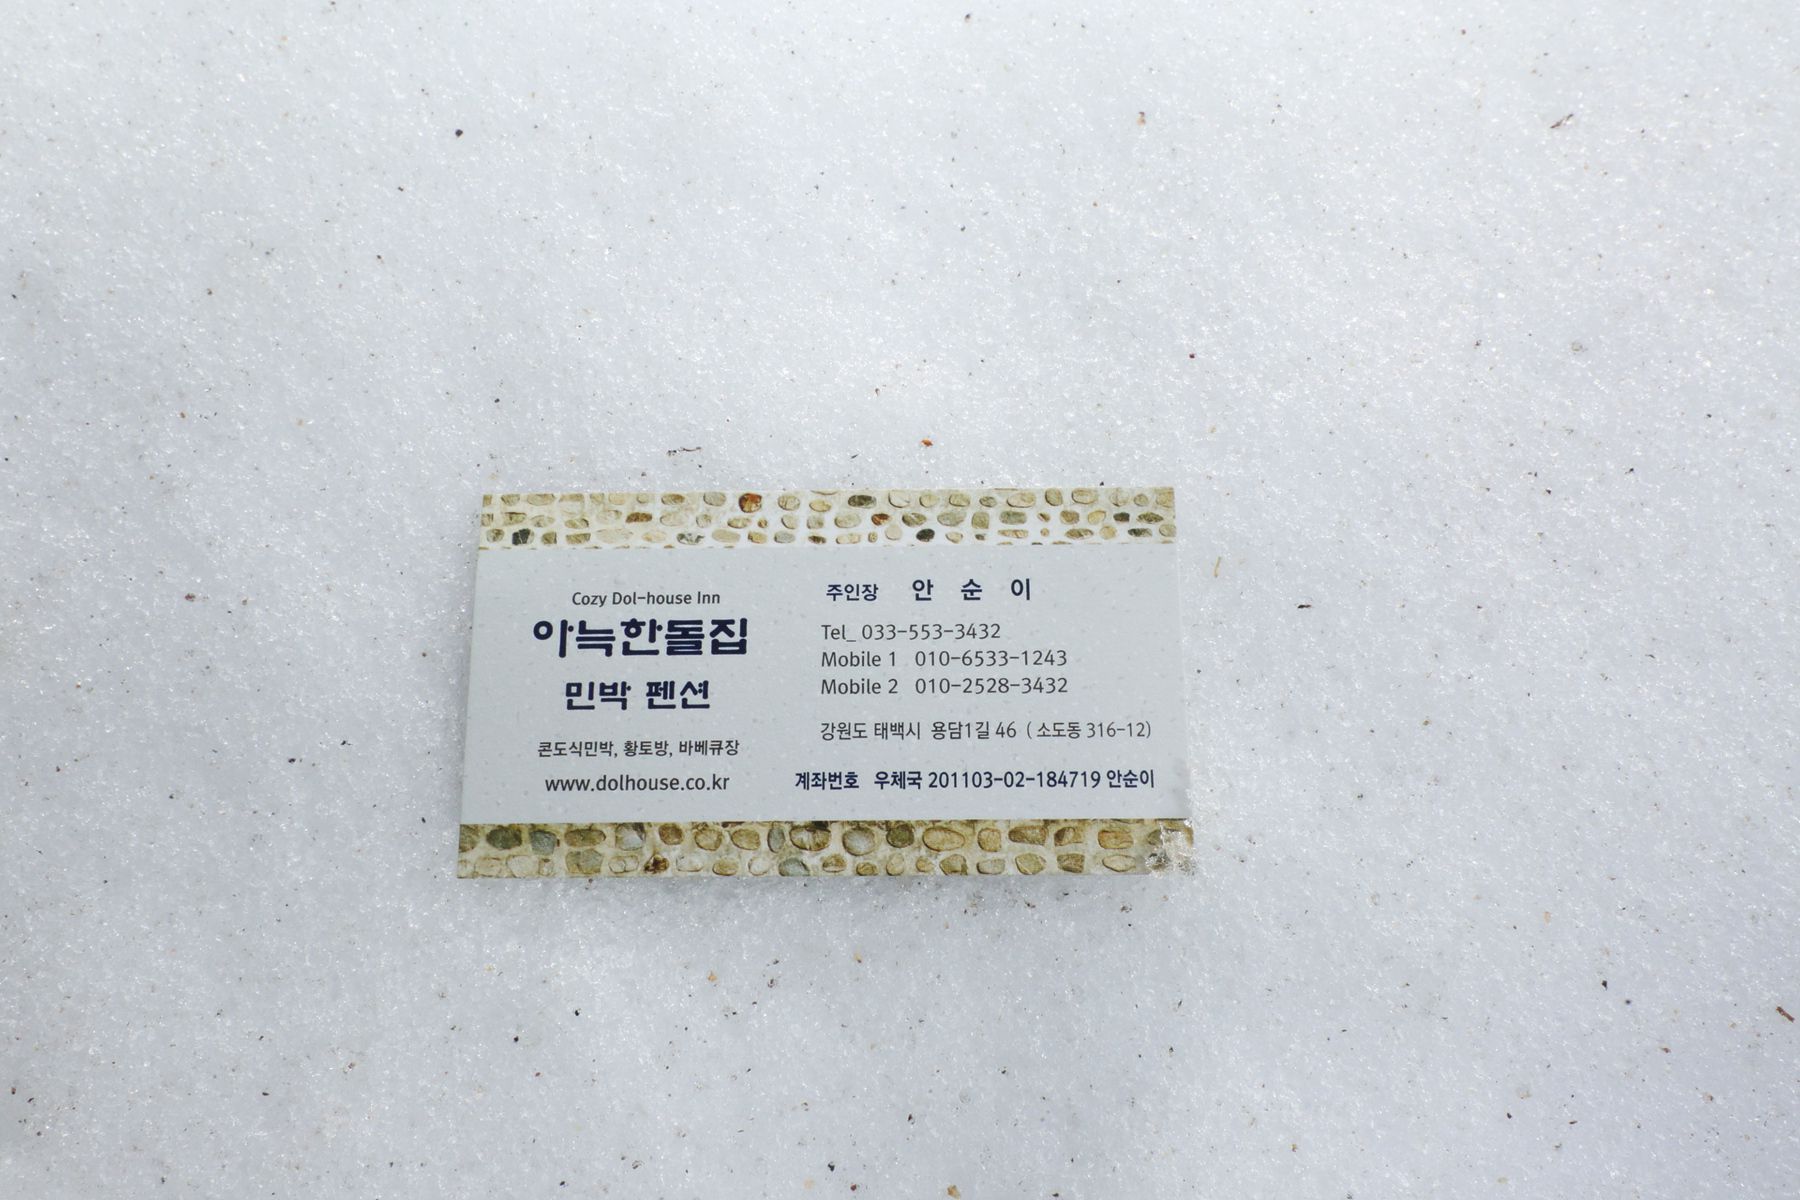 Cozy Dol-house Inn
아늑한돌집
민박 펜션
콘도식민박, 황토방, 바베큐장
www.dolhouse.co.kr
주인장 안 순 이
Tel_ 033-553-3432
Mobile 1 010-6533-1243
Mobile 2 010-2528-3432
강원도 태백시 용담1길 46 ( 소도동 316-12)
계좌번호 우체국 201103-02-184719 안순이